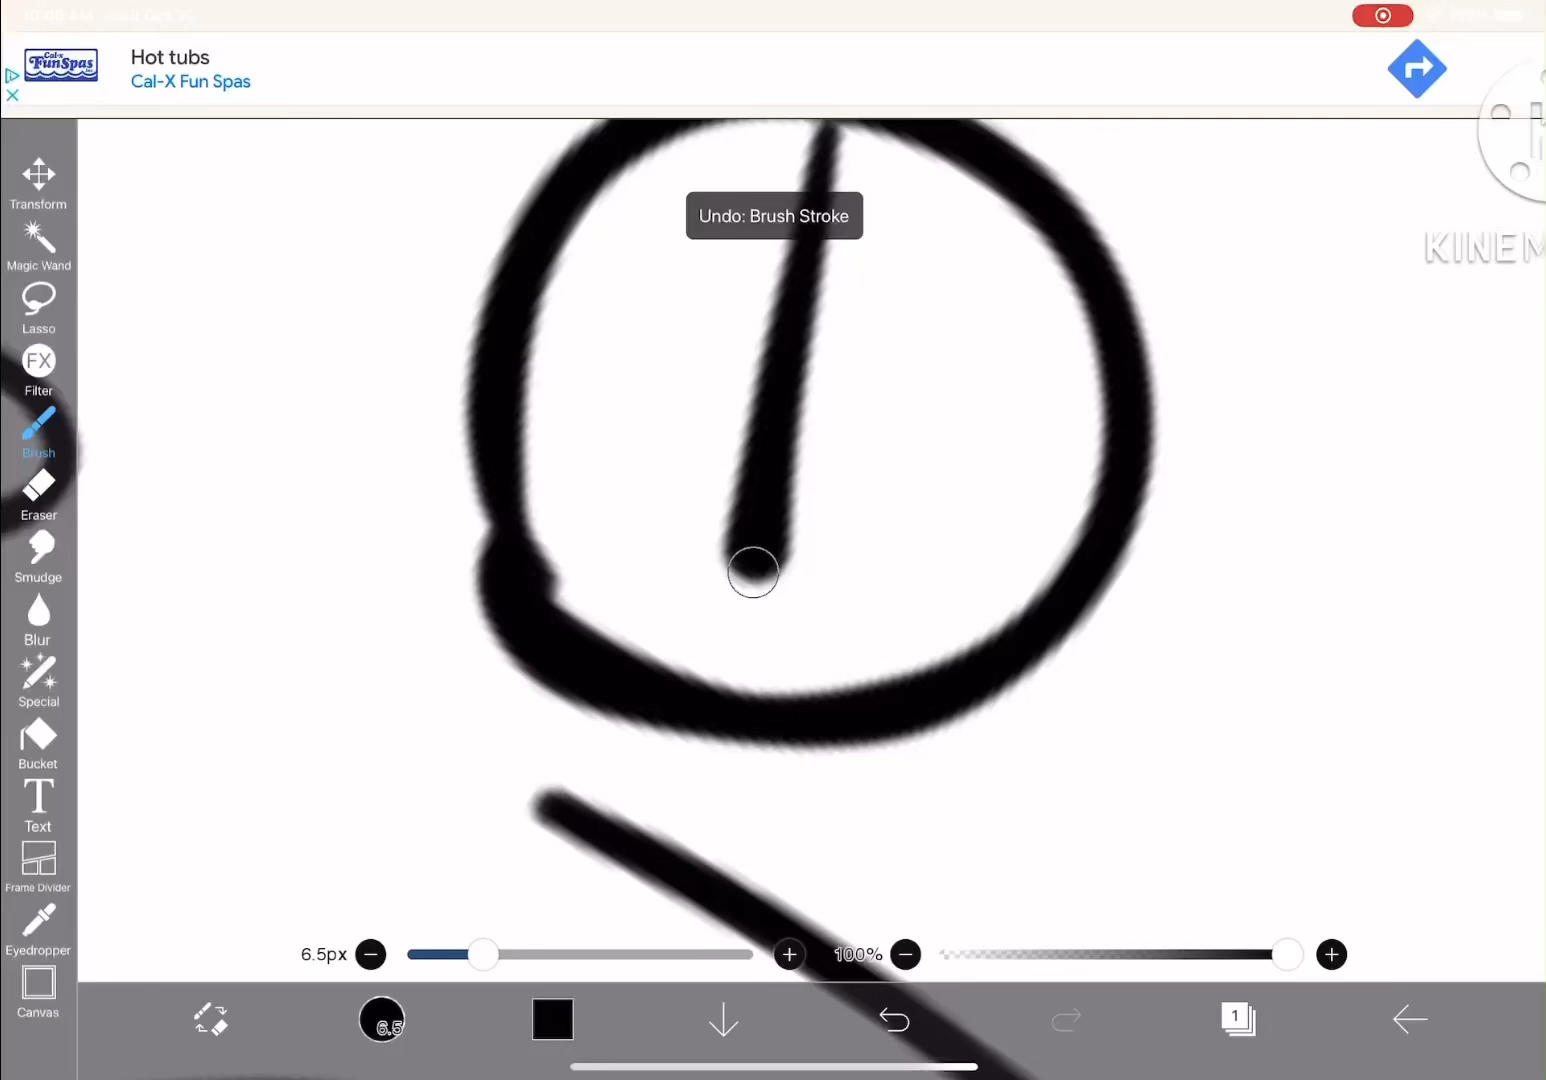 Cal-x
FunSpas
Hot tubs
Cal-X Fun Spas
KINEM
Undo: Brush Stroke
Transform
Magic Wand
Lasso
FX
Filter
Brush
Eraser
Smudge
Blur
Special
Bucket
T
Text
Frame Divider
Eyedropper
Canvas
6.5px
100%
6.5
1